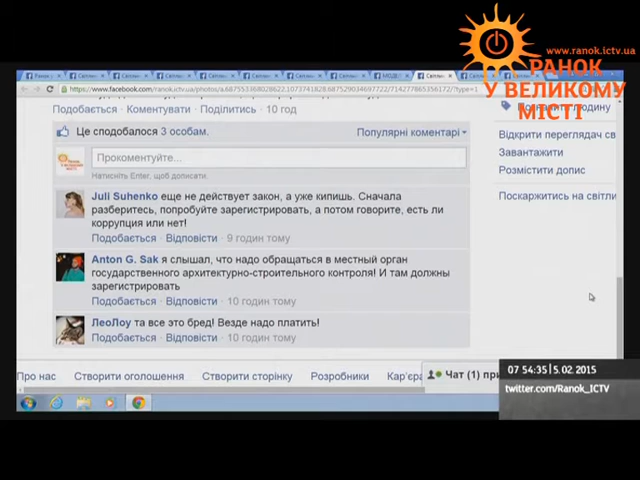 www.ranok.ictv.ua
РАНОК
У ВЕЛИКОМУ
МІСТІ
Подобається · Коментувати · Поділитись · 10 год
Це сподобалося 3 особам.
Популярні коментарі
Прокоментуйте...
Натисніть Enter, щоб дописати.
Juli Suhenko еще не действует закон, а уже кипишь. Сначала
разберитесь, попробуйте зарегистрировать, а потом говорите, есть ли
коррупция или нет!
Подобається · Відповісти · 9 годин тому
Anton G. Sak я слышал, что надо обращаться в местный орган
государственного архитектурно-строительного контроля! И там должны
зарегистрировать
Подобається · Відповісти · 10 годин тому
ЛеоЛоу та все это бред! Везде надо платить!
Подобається · Відповісти · 10 годин тому
Відкрити переглядач св
Завантажити
Розмістити допис
Поскаржитись на світли
Про нас Створити оголошення Створити сторінку Розробники Кар'єра
Чат (1) при
07 54:35 | 5.02 2015
twitter.com/Ranok_ICTV